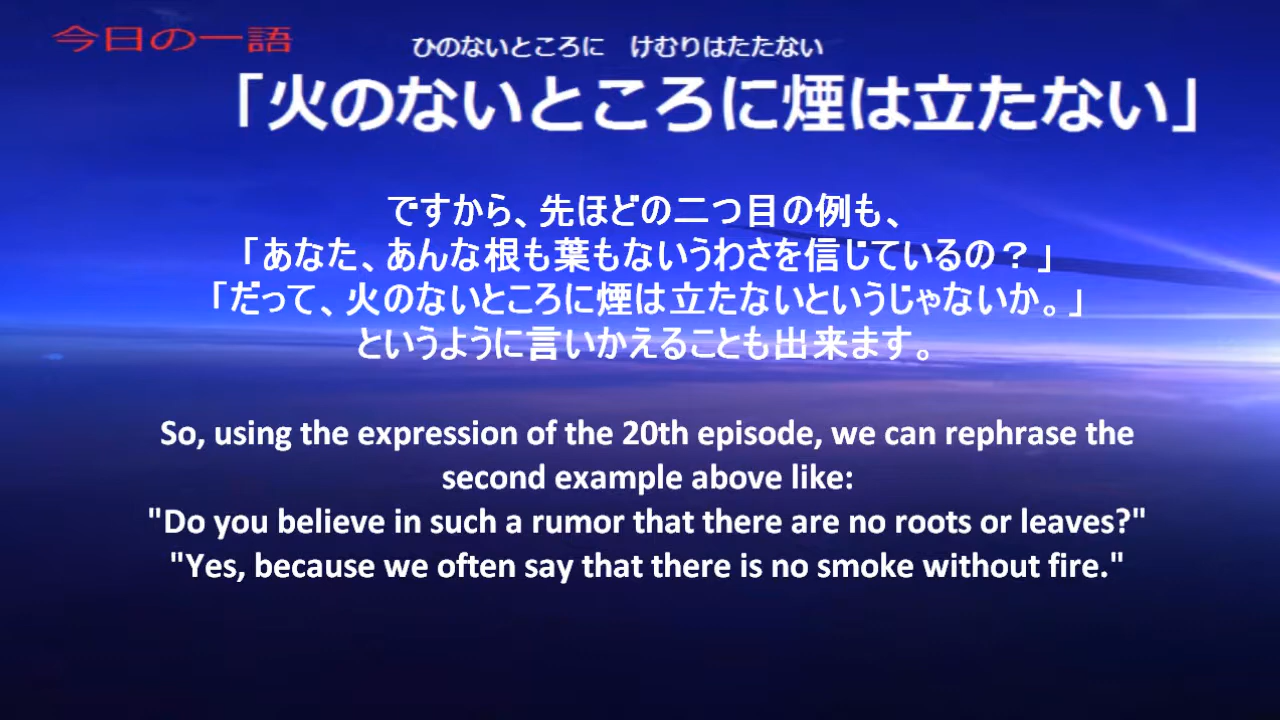 今日の一語
ひのないところに　けむりはたたない
「火のないところに煙は立たない」
ですから、先ほどの二つ目の例も、
「あなた、あんな根も葉もないうわさを信じているの？」
「だって、火のないところに煙は立たないというじゃないか。」
というように言いかえることも出来ます。
So, using the expression of the 20th episode, we can rephrase the
second example above like:
"Do you believe in such a rumor that there are no roots or leaves?"
"Yes, because we often say that there is no smoke without fire."